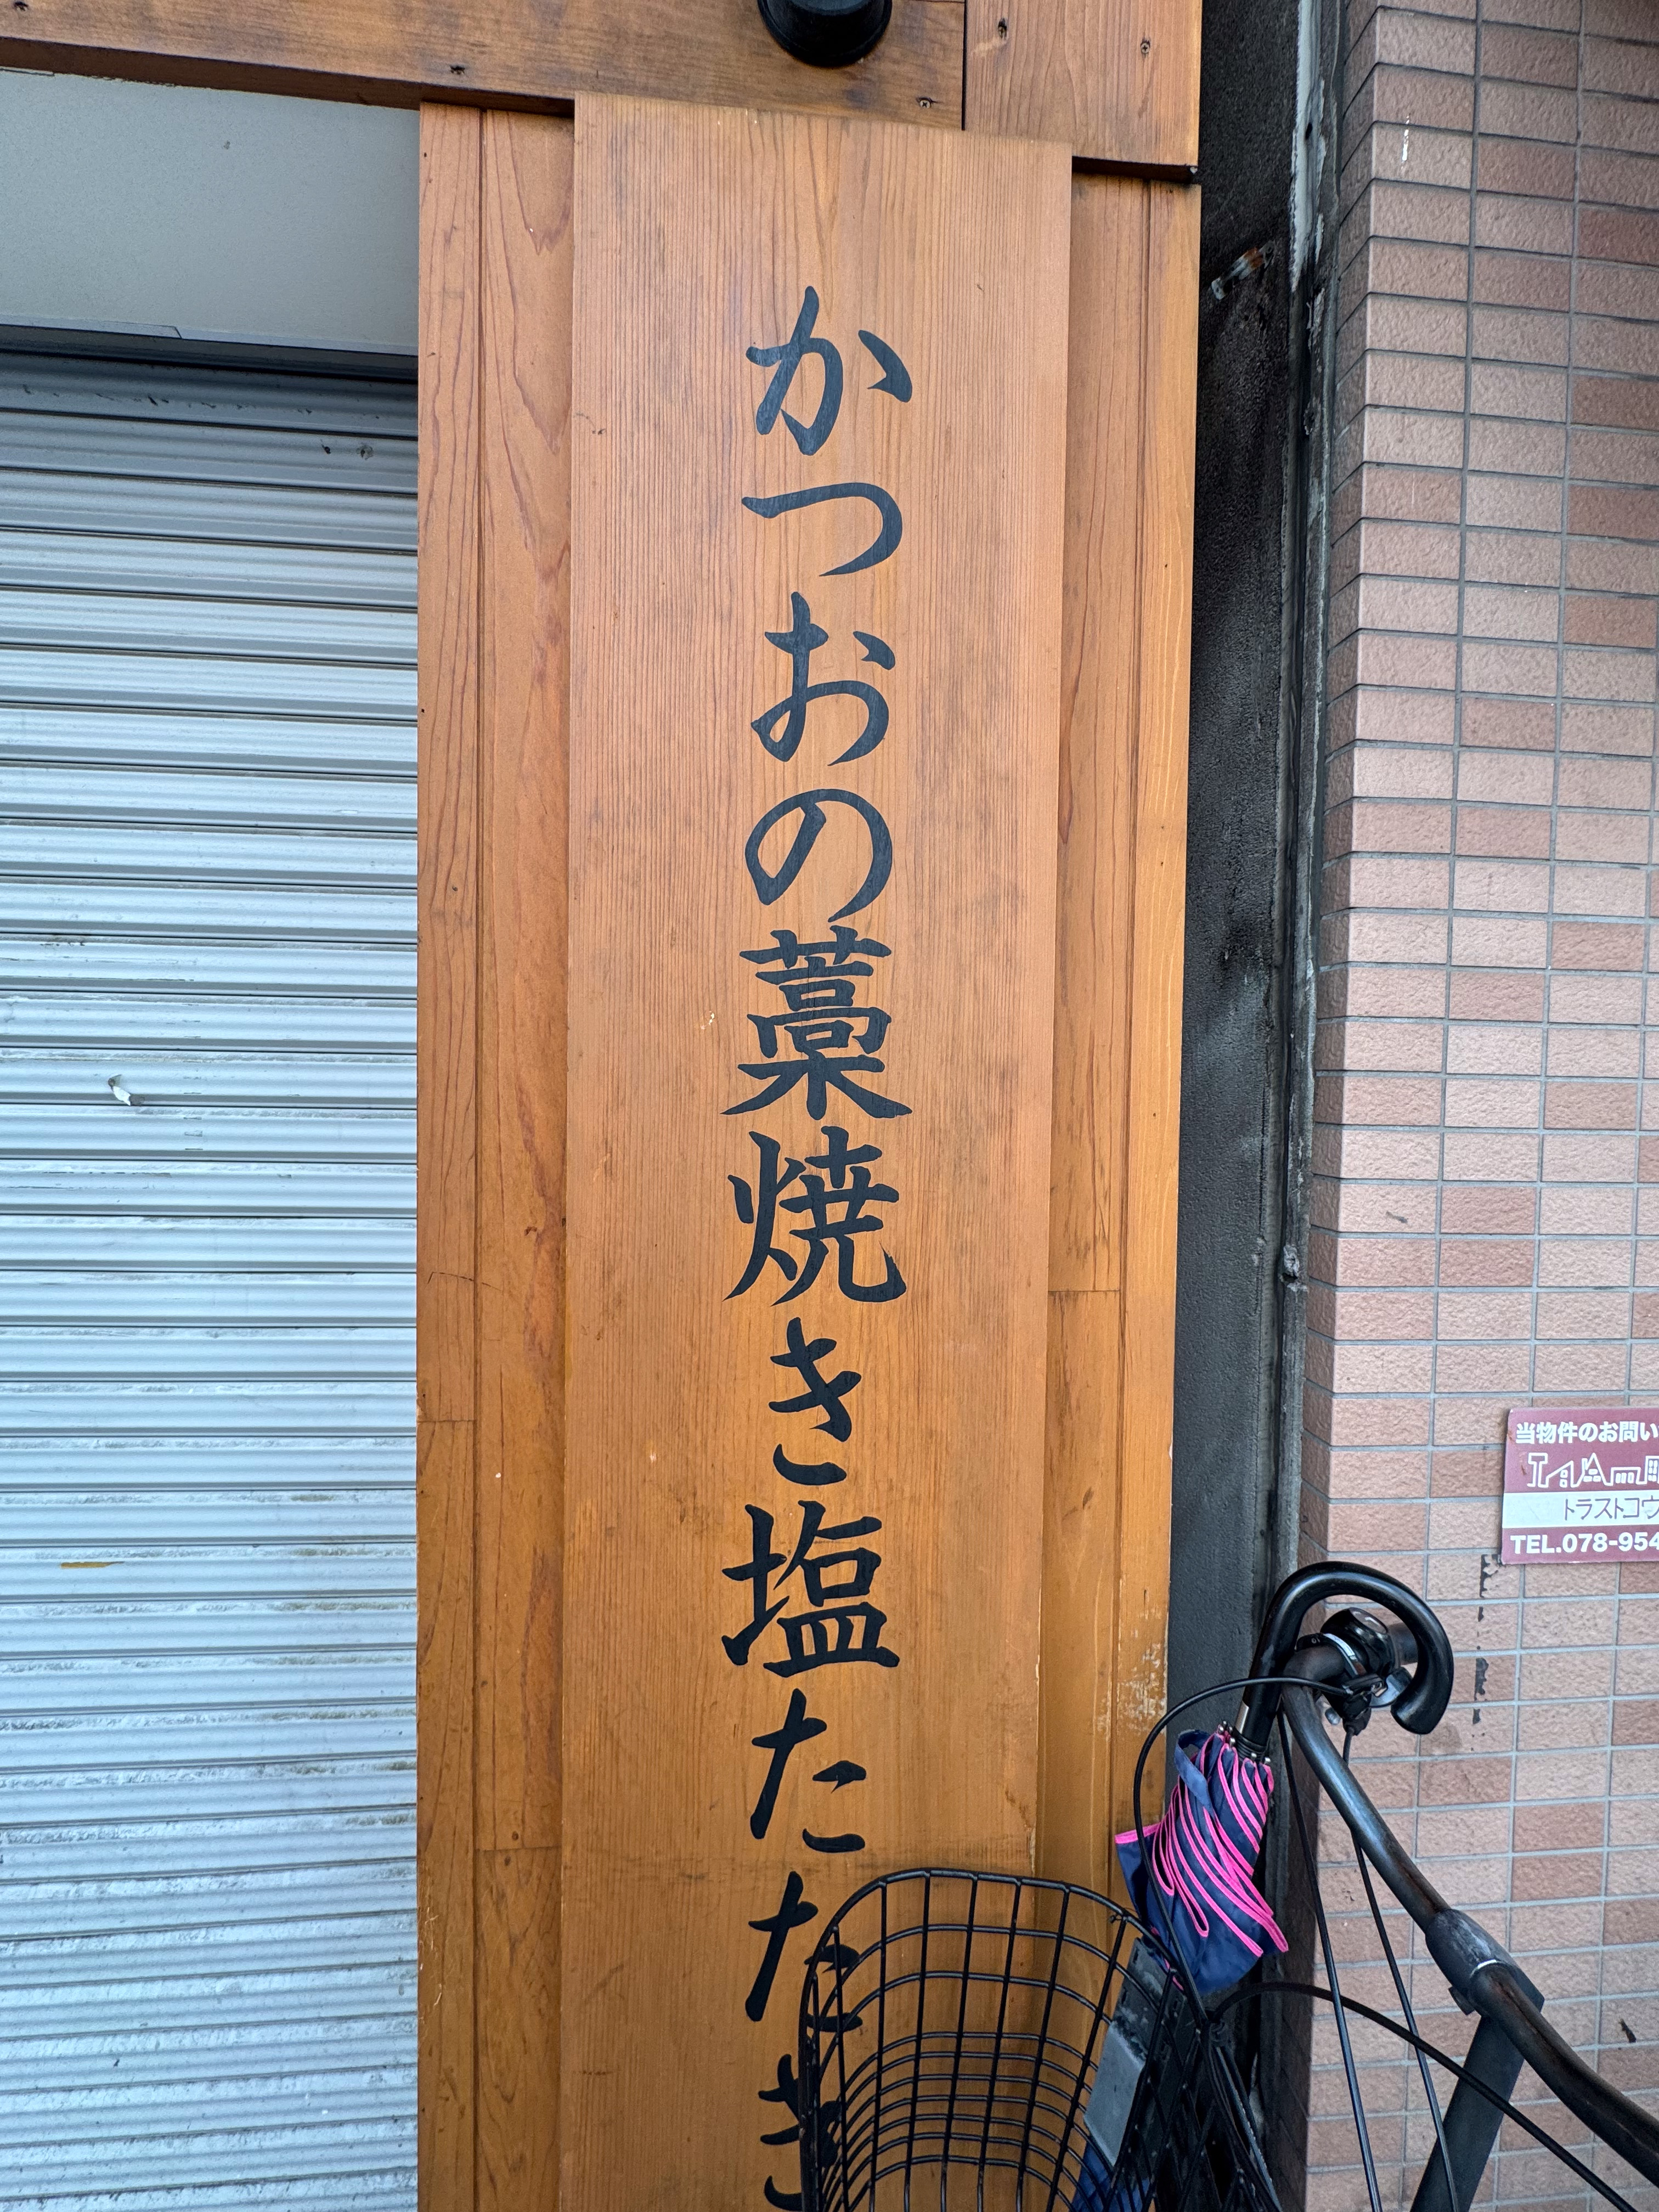 かつおの藁焼き塩たたき
当物件のお問い
トラストコウ
TEL.078-954